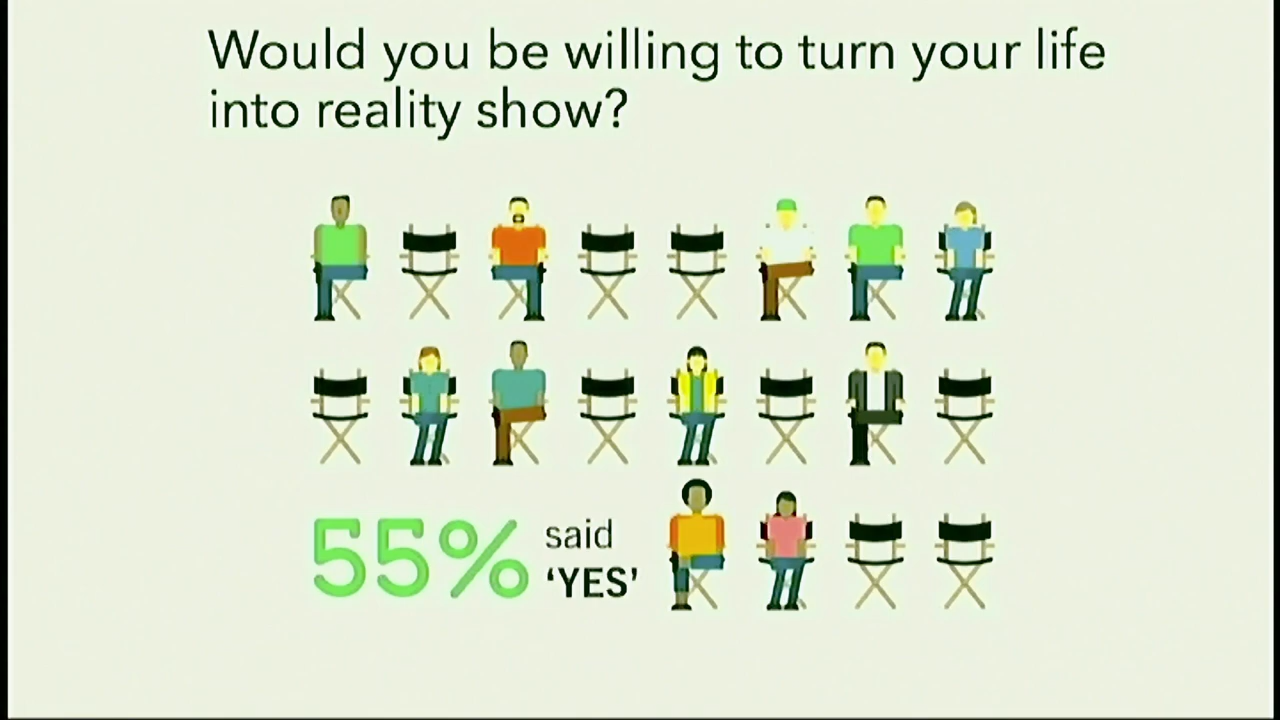 Would you be willing to turn your life
into reality show?
55% said
‘YES’